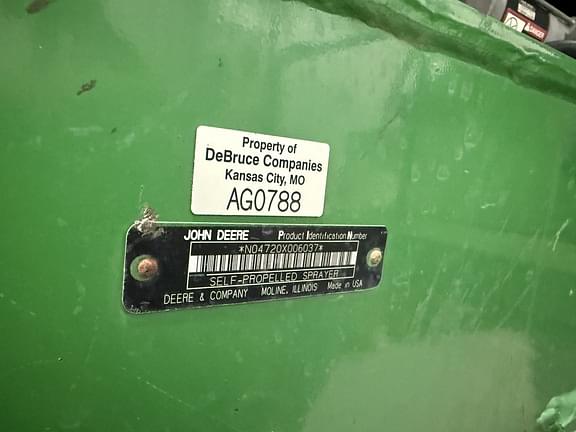 DANGER
Property of
DeBruce Companies
Kansas City, MO
AG0788
JOHN DEERE Product Identification Number
*N04720X006037*
SELF-PROPELLED SPRAYER
DEERE & COMPANY MOLINE, ILLINOIS Made in USA